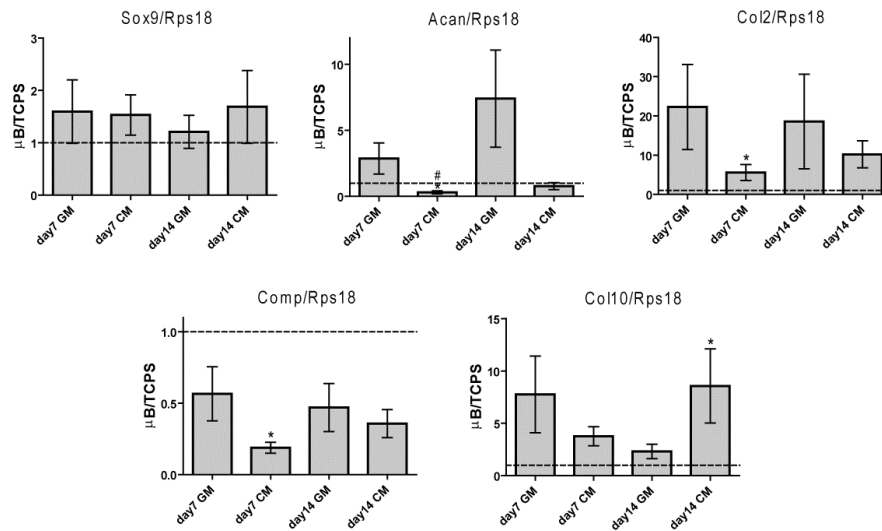 Sox9/Rps18
μB/TCPS
3
2
1
0
day7 GM
day7 CM
day14 GM
day14 CM
Acan/Rps18
μB/TCPS
10
5
0
#
*
day7 GM
day7 CM
day14 GM
day14 CM
Col2/Rps18
μB/TCPS
40
30
20
10
0
*
day7 GM
day7 CM
day14 GM
day14 CM
Comp/Rps18
μB/TCPS
1.0
0.5
0.0
*
day7 GM
day7 CM
day14 GM
day14 CM
Col10/Rps18
μB/TCPS
15
10
5
0
*
day7 GM
day7 CM
day14 GM
day14 CM